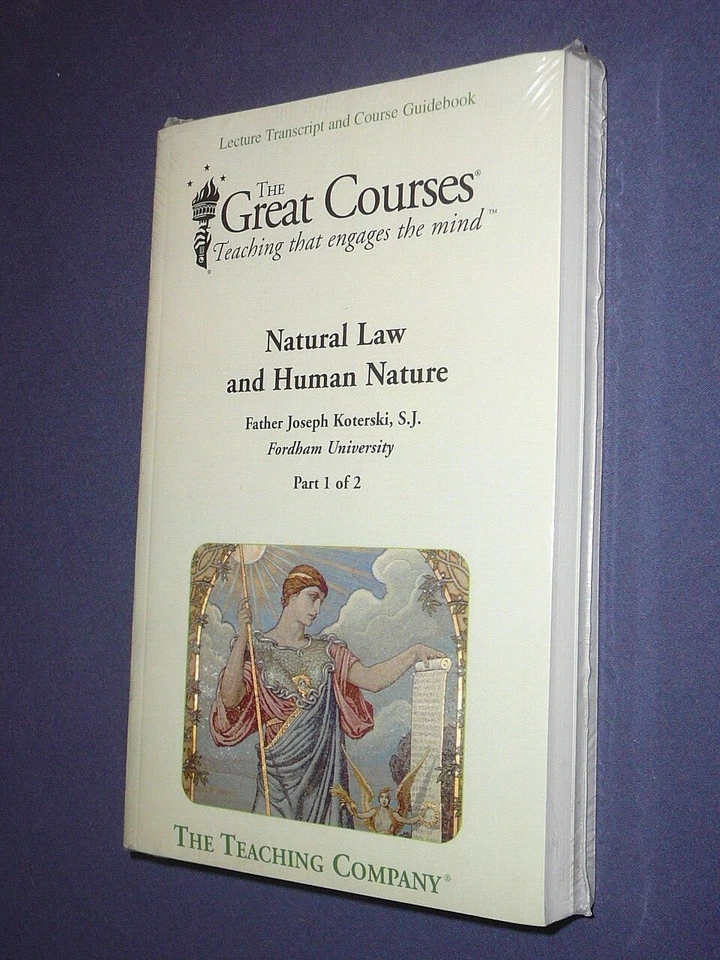 Lecture Transcript and Course Guidebook
THE
Great Courses®
Teaching that engages the mind™
Natural Law
and Human Nature
Father Joseph Koterski, S.J.
Fordham University
Part 1 of 2
THE TEACHING COMPANY®